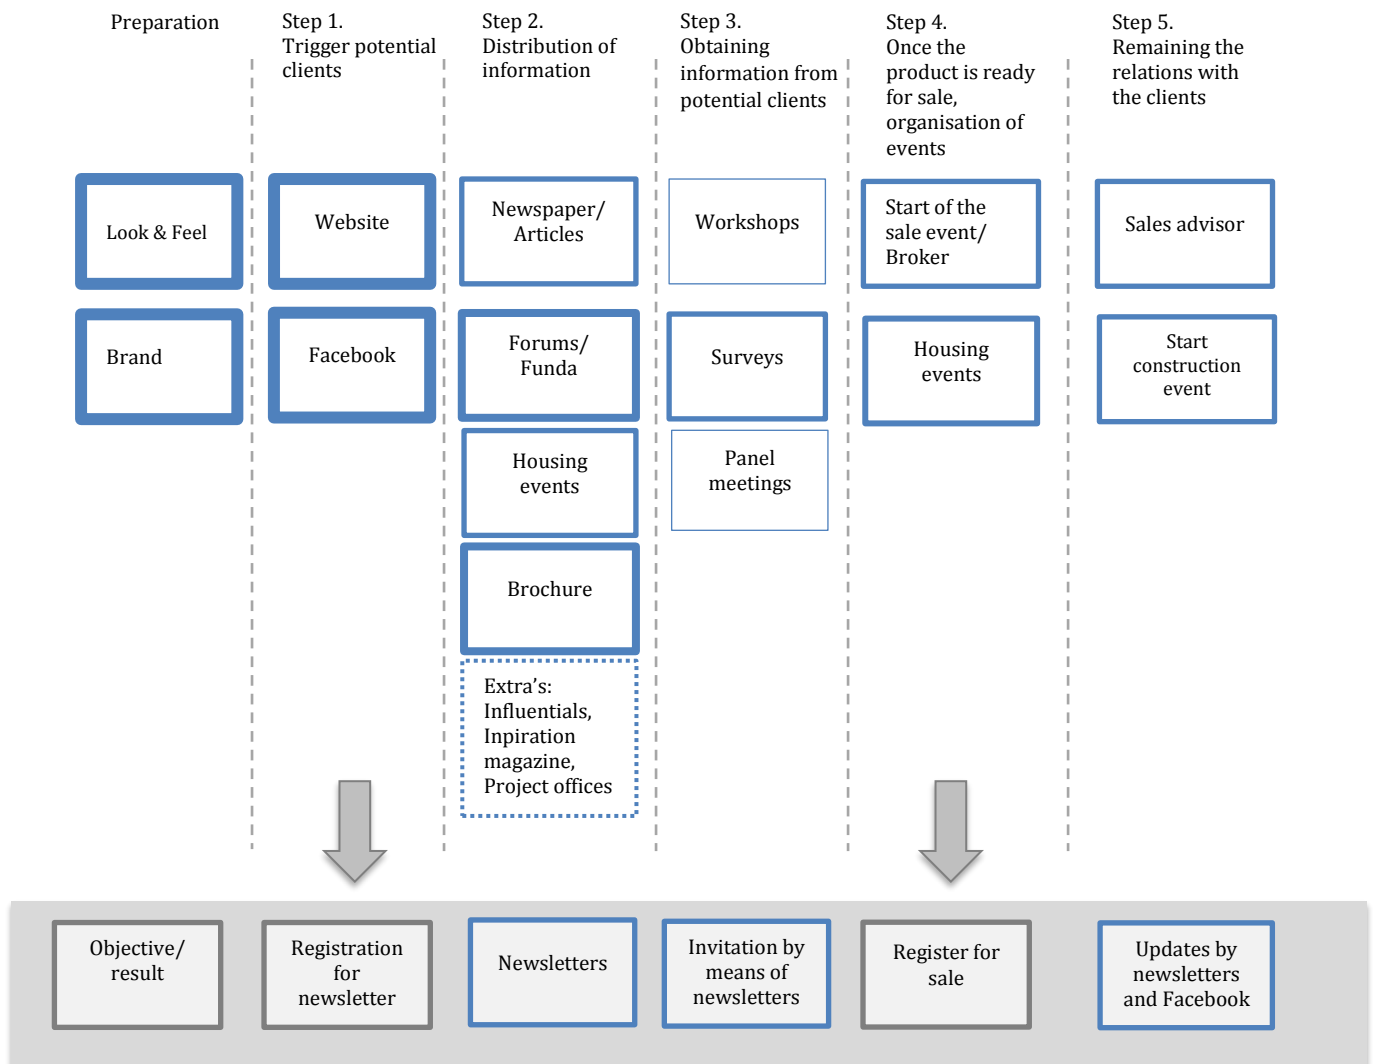 Preparation
Step 1.
Trigger potential
clients
Step 2.
Distribution of
information
Step 3.
Obtaining
information from
potential clients
Step 4.
Once the
product is ready
for sale,
organisation of
events
Step 5.
Remaining the
relations with
the clients
Look & Feel
Website
Newspaper/
Articles
Workshops
Start of the
sale event/
Broker
Sales advisor
Brand
Facebook
Forums/
Funda
Surveys
Housing
events
Start
construction
event
Housing
events
Panel
meetings
Brochure
Extra’s:
Influentials,
Inpiration
magazine,
Project offices
Objective/
result
Registration
for
newsletter
Newsletters
Invitation by
means of
newsletters
Register for
sale
Updates by
newsletters
and Facebook